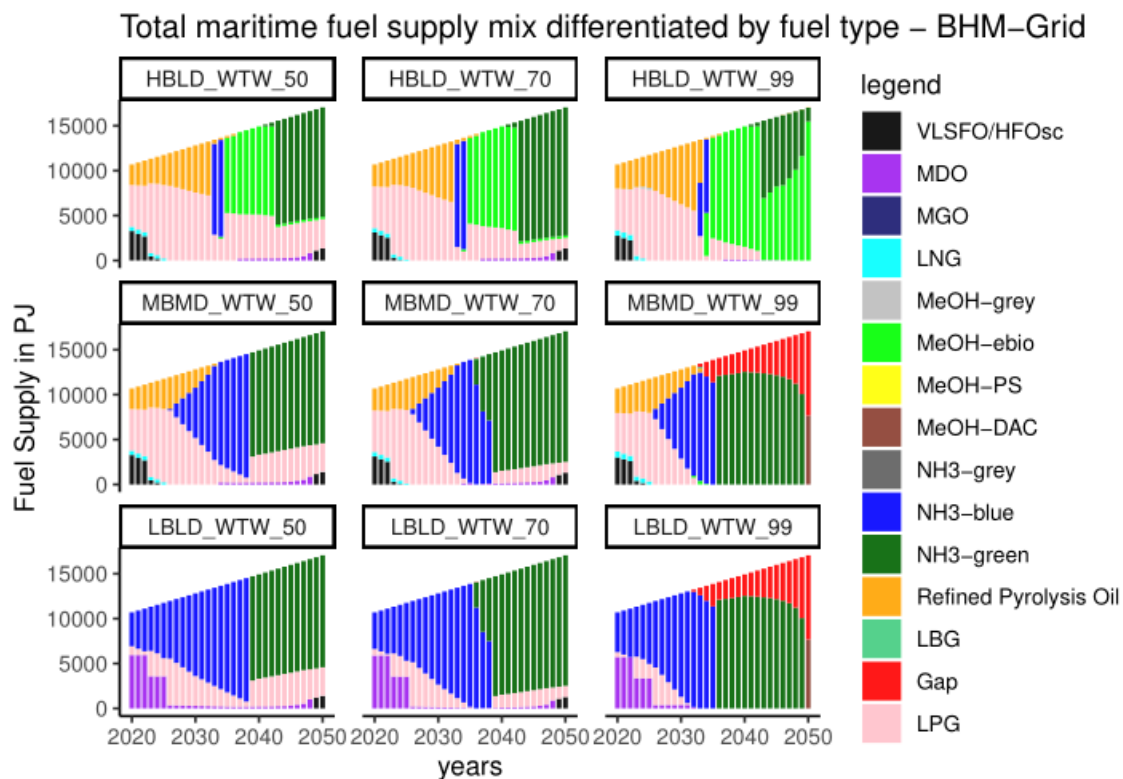 Total maritime fuel supply mix differentiated by fuel type − BHM−Grid
HBLD_WTW_50
HBLD_WTW_70
HBLD_WTW_99
15000
10000
5000
0
MBMD_WTW_50
MBMD_WTW_70
MBMD_WTW_99
15000
10000
5000
0
LBLD_WTW_50
LBLD_WTW_70
LBLD_WTW_99
15000
10000
5000
0
2020 2030 2040 2050 2020 2030 2040 2050 2020 2030 2040 2050
years
Fuel Supply in PJ
legend
VLSFO/HFOsc
MDO
MGO
LNG
MeOH−grey
MeOH−ebio
MeOH−PS
MeOH−DAC
NH3−grey
NH3−blue
NH3−green
Refined Pyrolysis Oil
LBG
Gap
LPG